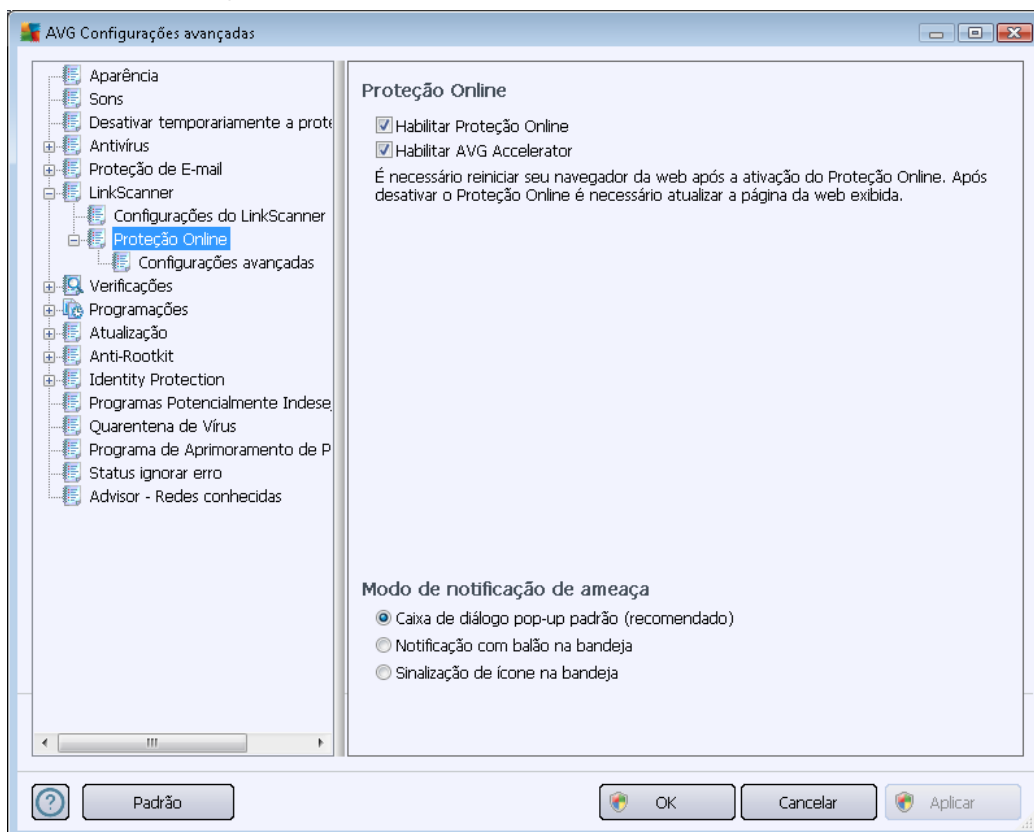 AVG Configurações avançadas
Aparência
Sons
Desativar temporariamente a prote
Antivírus
Proteção de E-mail
LinkScanner
Configurações do LinkScanner
Proteção Online
Configurações avançadas
Verificações
Programações
Atualização
Anti-Rootkit
Identity Protection
Programas Potencialmente Indese
Quarentena de Vírus
Programa de Aprimoramento de P
Status ignorar erro
Advisor - Redes conhecidas
Proteção Online
Habilitar Proteção Online
Habilitar AVG Accelerator
É necessário reiniciar seu navegador da web após a ativação do Proteção Online. Após
desativar o Proteção Online é necessário atualizar a página da web exibida.
Modo de notificação de ameaça
Caixa de diálogo pop-up padrão (recomendado)
Notificação com balão na bandeja
Sinalização de ícone na bandeja
? Padrão OK Cancelar Aplicar